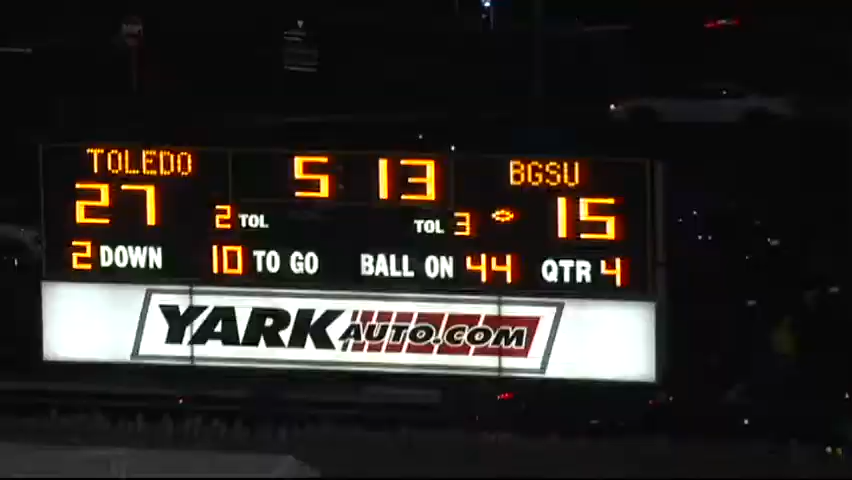 TOLEDO 5 13 BGSU
27 2 TOL TOL 3 15
2 DOWN 10 TO GO BALL ON 44 QTR 4
YARKAUTO.COM